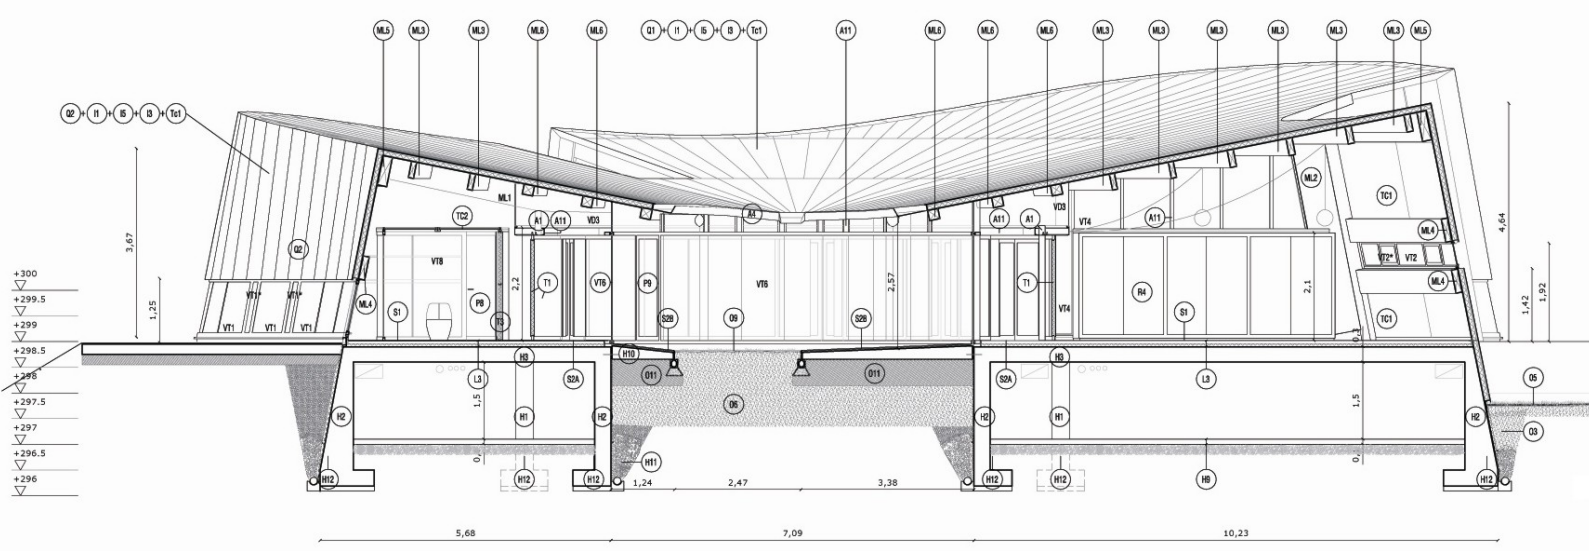 ML5 ML3 ML3 ML6 ML6 Q1 + I1 + I5 + I3 + Tc1 A11 ML6 ML6 ML6 ML3 ML3 ML3 ML3 ML3 ML3 ML5
Q2 + I1 + I5 + I3 + Tc1
ML1 ML2
TC2 A1 A11 VD3 A4 A11 A1 VD3 VT4 A11 TC1
3,67 4,64
Q2 VT8 ML4 VT2* VT2
+300
+299.5
+299
+298.5
+298
+297.5
+297
+296.5
+296
1,25 VT1* VT1* ML4 P8 2,2 T1 VT6 P9 VT6 2,57 T1 R4 2,1 ML4 1,42 1,92
VT1 VT1 VT1 S1 T3 S2B O9 S2B VT4 S1 TC1
H3 H10 H3 0,3
L3 S2A O11 O11 S2A L3 O5
1,5 1,5
H2 H1 H2 O6 H2 H1 H2 O3
0, H11 0,
H12 H12 H12 H12 H12 H9 H12
1,24 2,47 3,38
5,68 7,09 10,23